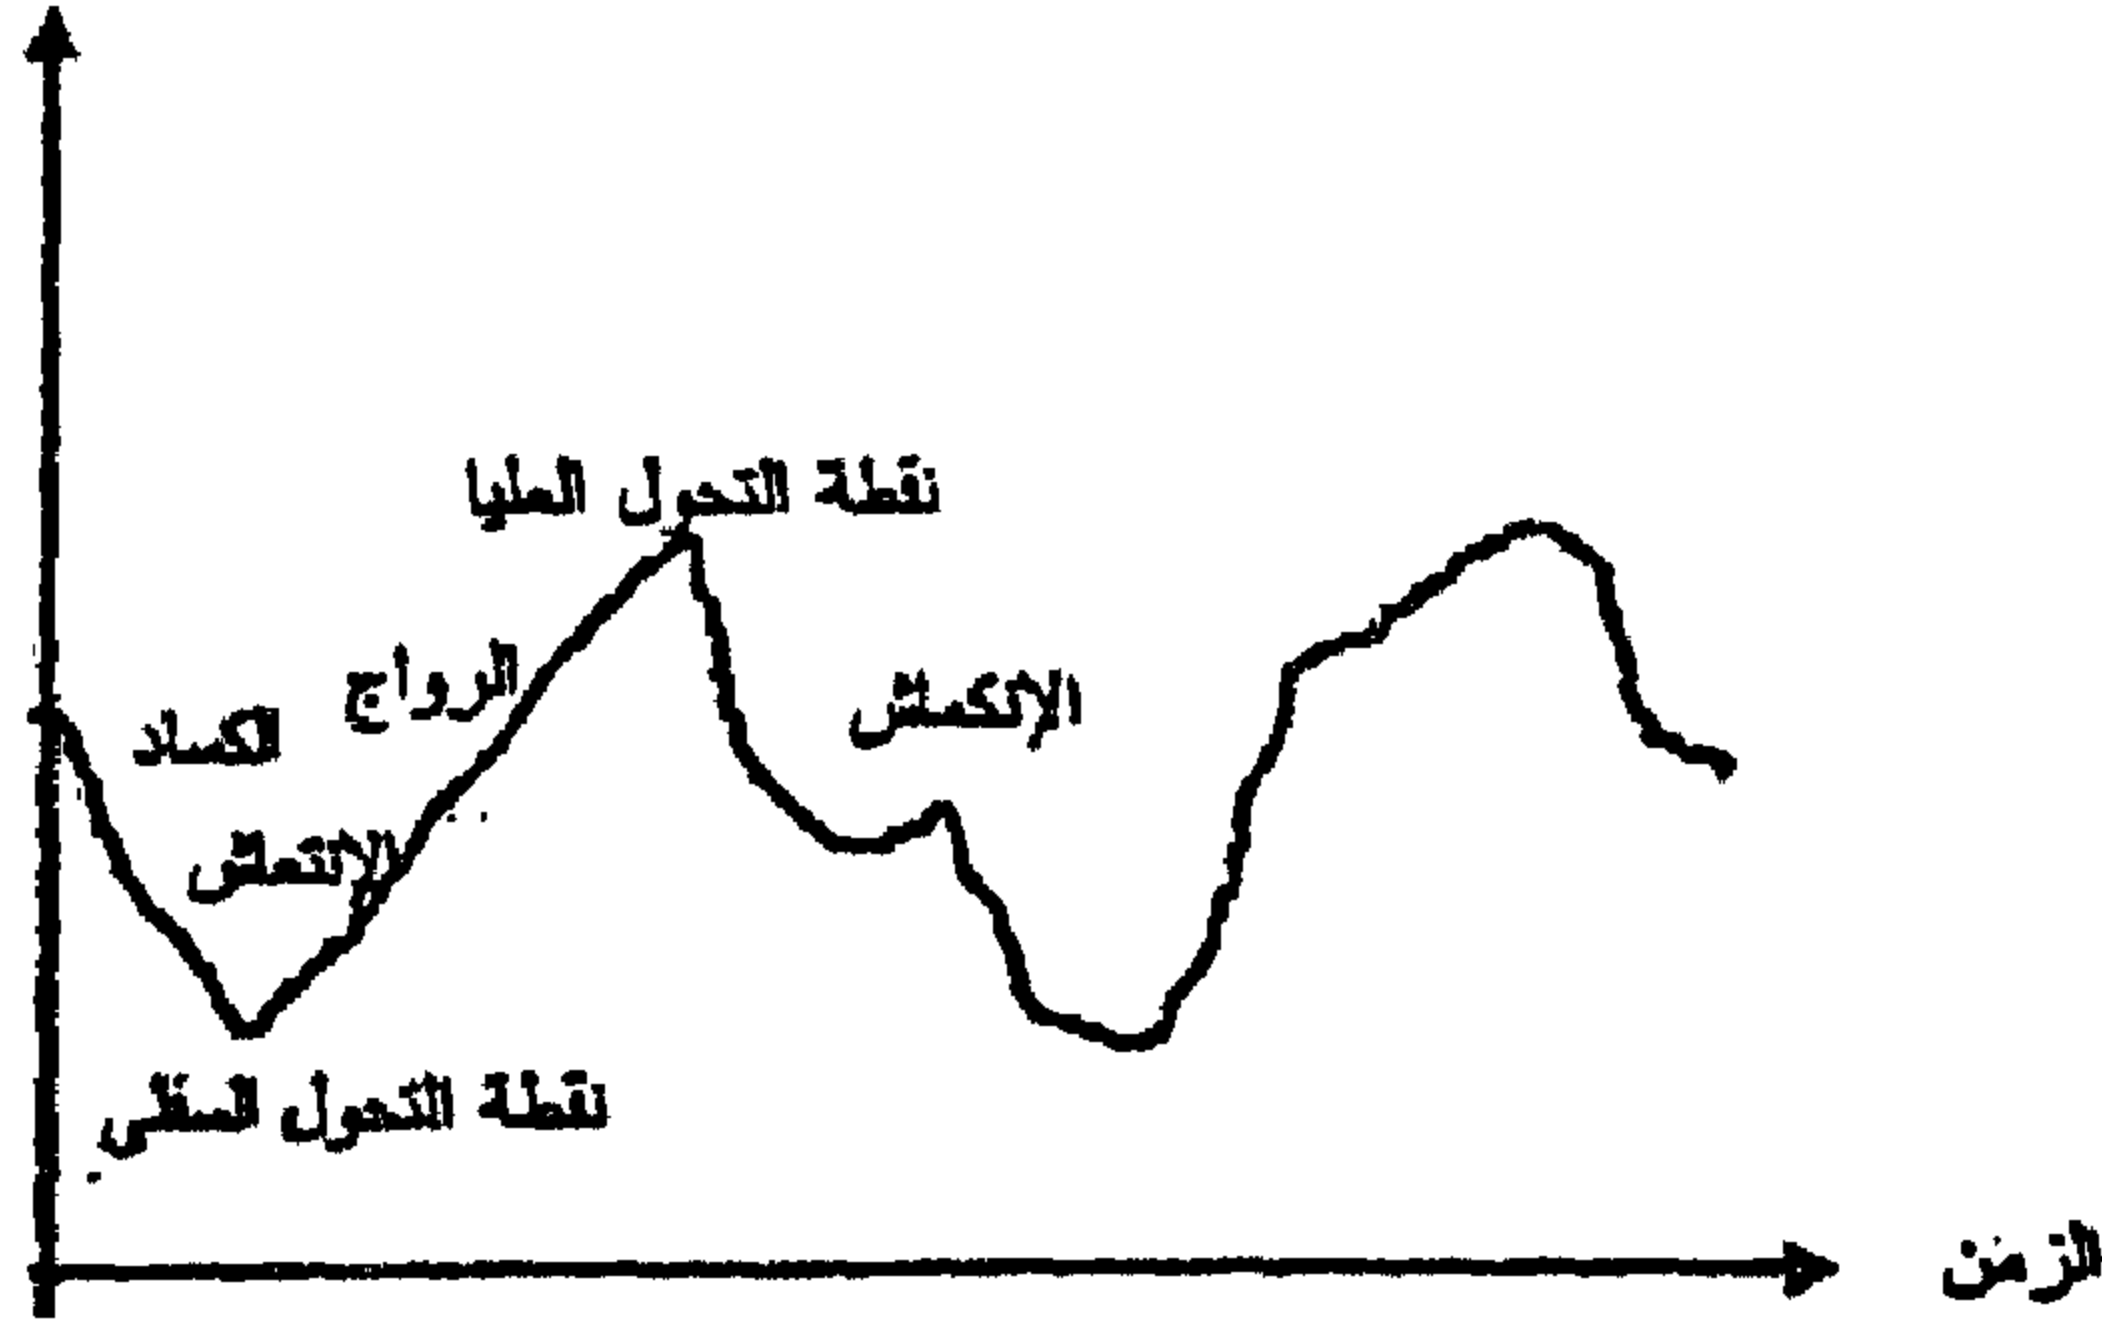 نقطة التحول العليا
الرواج
الكساد
الإنكماش
الإنتعاش
نقطة التحول السفلى
الزمن